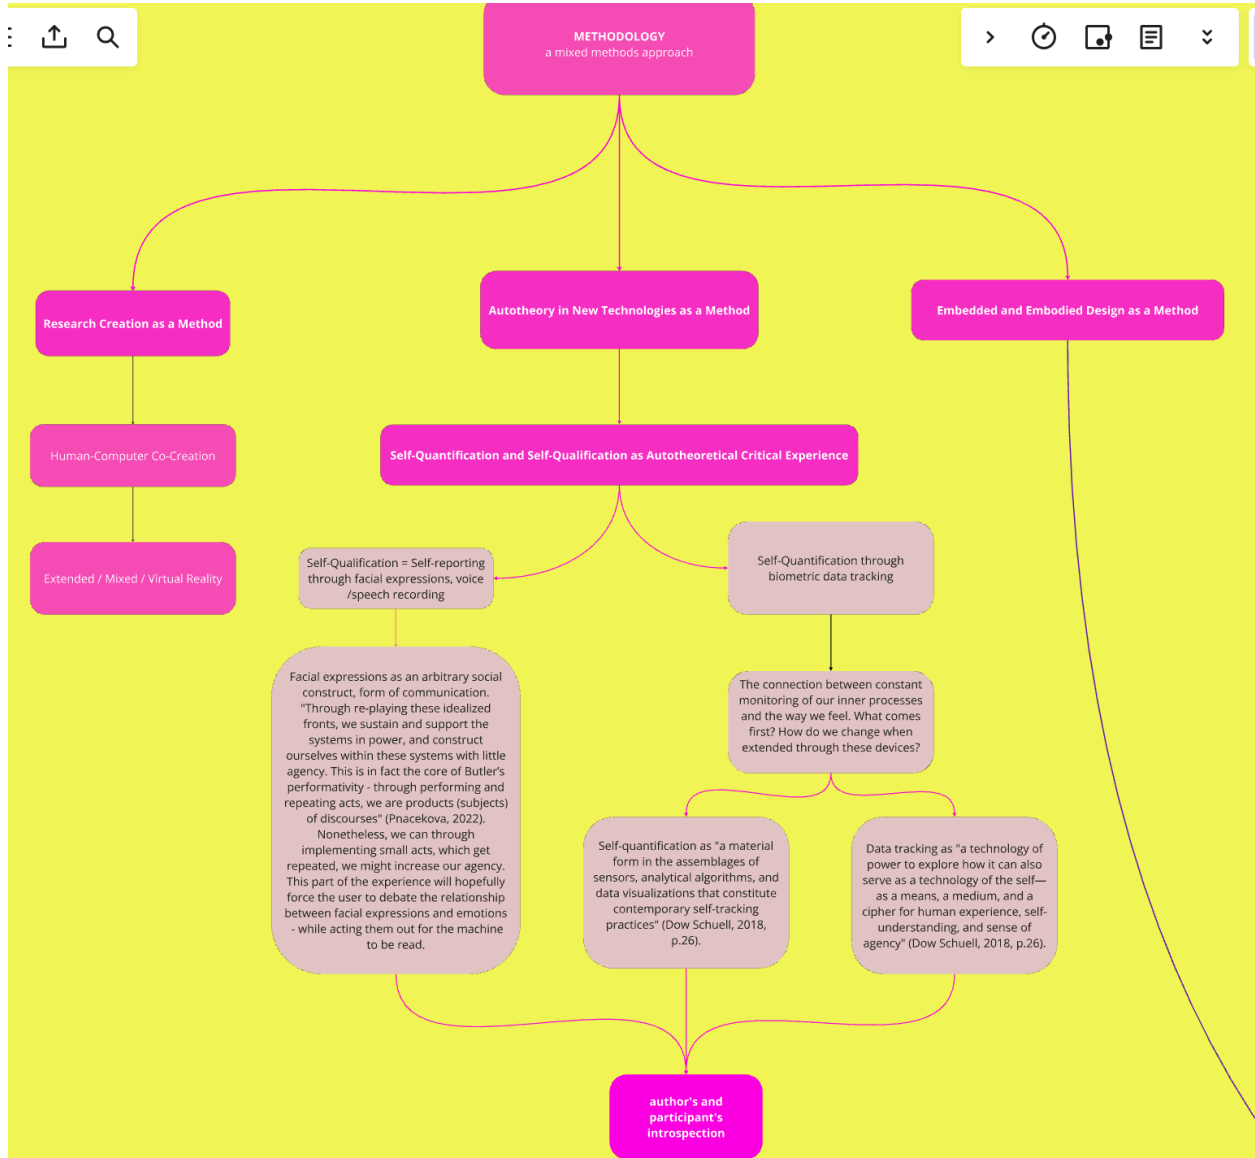 METHODOLOGY
a mixed methods approach
Research Creation as a Method
Autotheory in New Technologies as a Method
Embedded and Embodied Design as a Method
Human-Computer Co-Creation
Extended / Mixed / Virtual Reality
Self-Quantification and Self-Qualification as Autotheoretical Critical Experience
Self-Qualification = Self-reporting
through facial expressions, voice
/speech recording
Facial expressions as an arbitrary social
construct, form of communication.
"Through re-playing these idealized
fronts, we sustain and support the
systems in power, and construct
ourselves within these systems with little
agency. This is in fact the core of Butler's
performativity - through performing and
repeating acts, we are products (subjects)
of discourses" (Pnacekova, 2022).
Nonetheless, we can through
implementing small acts, which get
repeated, we might increase our agency.
This part of the experience will hopefully
force the user to debate the relationship
between facial expressions and emotions
- while acting them out for the machine
to be read.
Self-Quantification through
biometric data tracking
The connection between constant
monitoring of our inner processes
and the way we feel. What comes
first? How do we change when
extended through these devices?
Self-quantification as "a material
form in the assemblages of
sensors, analytical algorithms, and
data visualizations that constitute
contemporary self-tracking
practices" (Dow Schuell, 2018,
p.26).
Data tracking as "a technology of
power to explore how it can also
serve as a technology of the self—
as a means, a medium, and a
cipher for human experience, self-
understanding, and sense of
agency" (Dow Schuell, 2018, p.26).
author's and
participant's
introspection